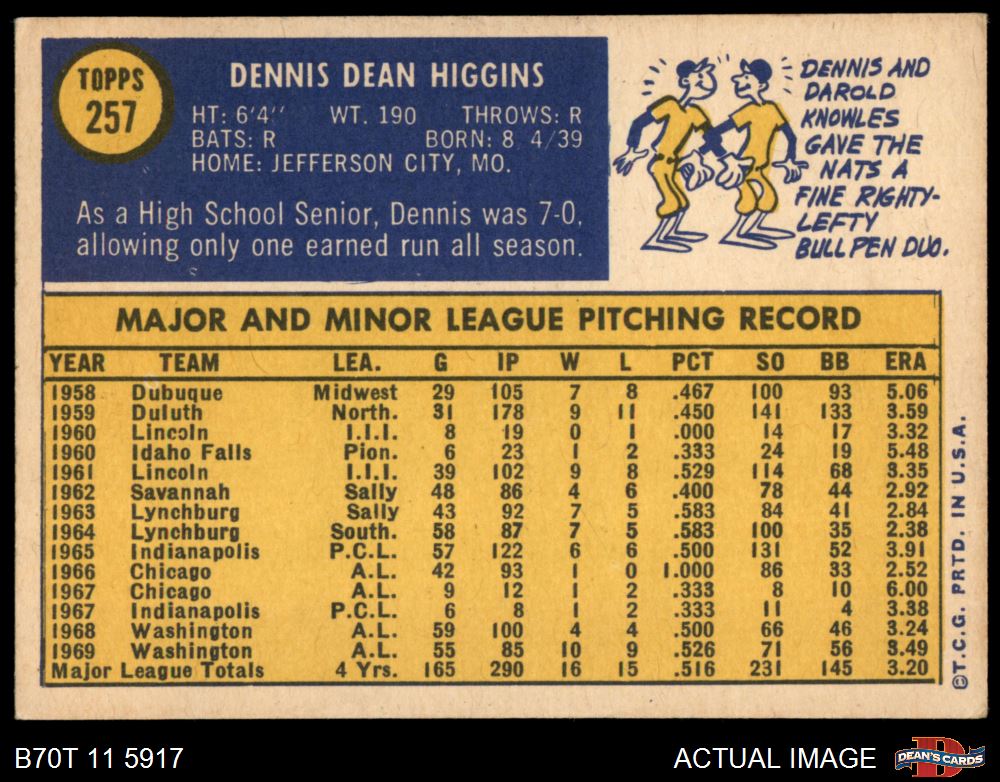 TOPPS
257
DENNIS DEAN HIGGINS
HT: 6'4" WT. 190 THROWS: R
BATS: R BORN: 8 4/39
HOME: JEFFERSON CITY, MO.
As a High School Senior, Dennis was 7-0,
allowing only one earned run all season.
DENNIS AND
DAROLD
KNOWLES
GAVE THE
NATS A
FINE RIGHTY-
LEFTY
BULLPEN DUO.
MAJOR AND MINOR LEAGUE PITCHING RECORD
YEAR TEAM LEA. G IP W L PCT SO BB ERA
1958 Dubuque Midwest 29 105 7 8 .467 100 93 5.06
1959 Duluth North. 31 178 9 11 .450 141 133 3.59
1960 Lincoln I.I.I. 8 19 0 1 .000 14 17 3.32
1960 Idaho Falls Pion. 6 23 1 2 .333 24 19 5.48
1961 Lincoln I.I.I. 39 102 9 8 .529 114 68 3.35
1962 Savannah Sally 48 86 4 6 .400 78 44 2.92
1963 Lynchburg Sally 43 92 7 5 .583 84 41 2.84
1964 Lynchburg South. 58 87 7 5 .583 100 35 2.38
1965 Indianapolis P.C.L. 57 122 6 6 .500 131 52 3.91
1966 Chicago A.L. 42 93 1 0 1.000 86 33 2.52
1967 Chicago A.L. 9 12 1 2 .333 8 10 6.00
1967 Indianapolis P.C.L. 6 8 1 2 .333 11 4 3.38
1968 Washington A.L. 59 100 4 4 .500 66 46 3.24
1969 Washington A.L. 55 85 10 9 .526 71 56 3.49
Major League Totals 4 Yrs. 165 290 16 15 .516 231 145 3.20
©T.C.G. PRTD. IN U.S.A.
B70T 11 5917
ACTUAL IMAGE
D
DEAN'S CARDS